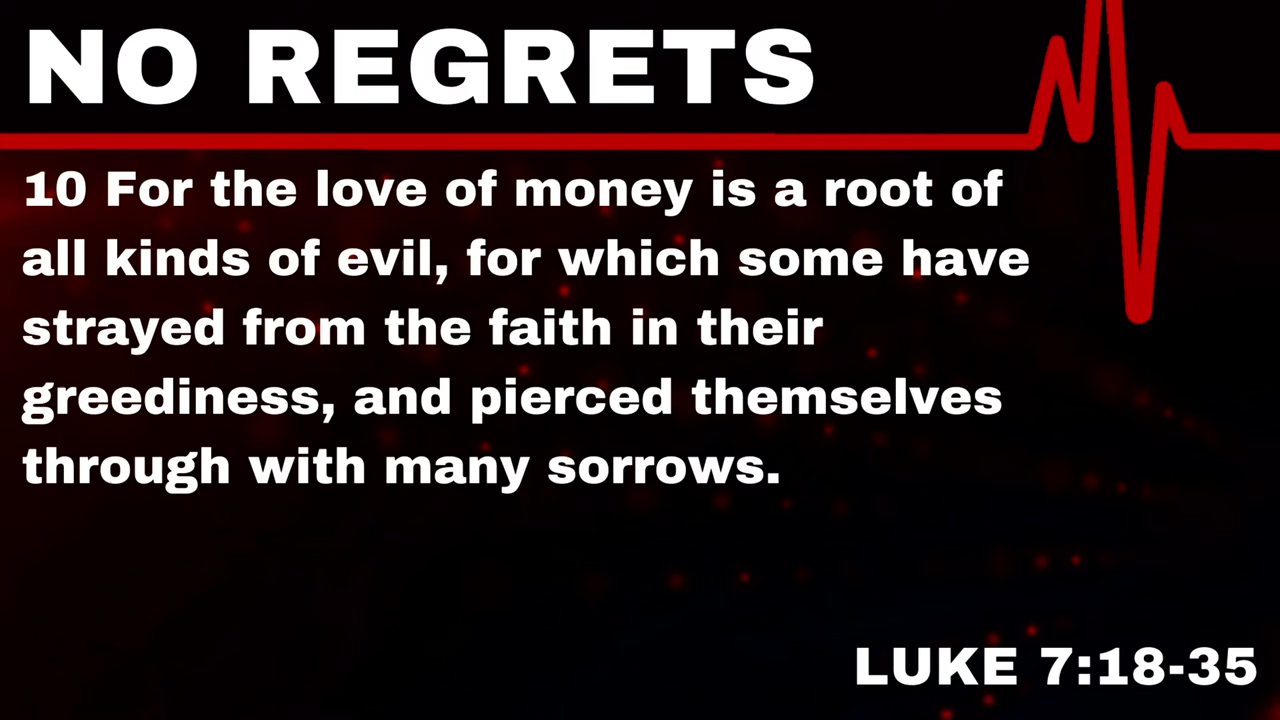 NO REGRETS
10 For the love of money is a root of
all kinds of evil, for which some have
strayed from the faith in their
greediness, and pierced themselves
through with many sorrows.
LUKE 7:18-35